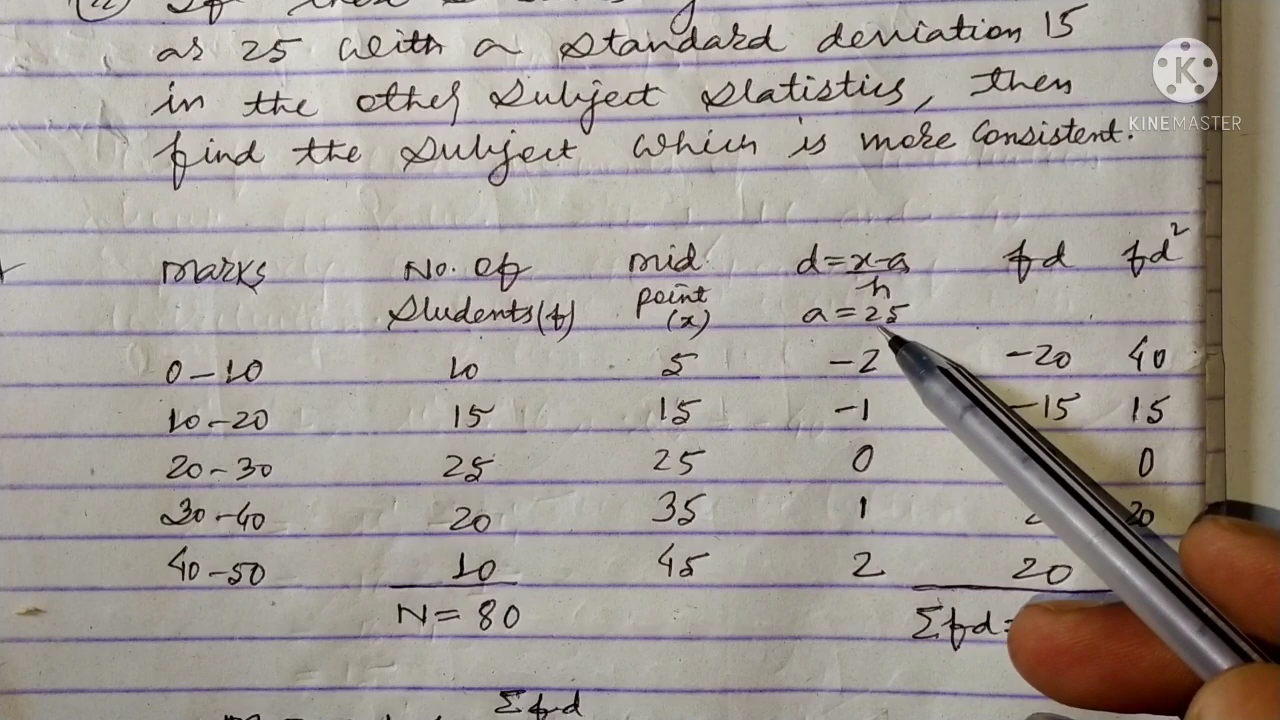 as 25 with a standard deviation 15
in the other subject statistics, then
find the subject which is more consistent.
K
KINEMASTER
marks No. of mid d=x-a fd fd²
students(f) point h
(x) a=25
0-10 10 5 -2 -20 40
10-20 15 15 -1 -15 15
20-30 25 25 0 0
30-40 20 35 1 20
40-50 10 45 2 20
N=80 Σfd=
Σfd